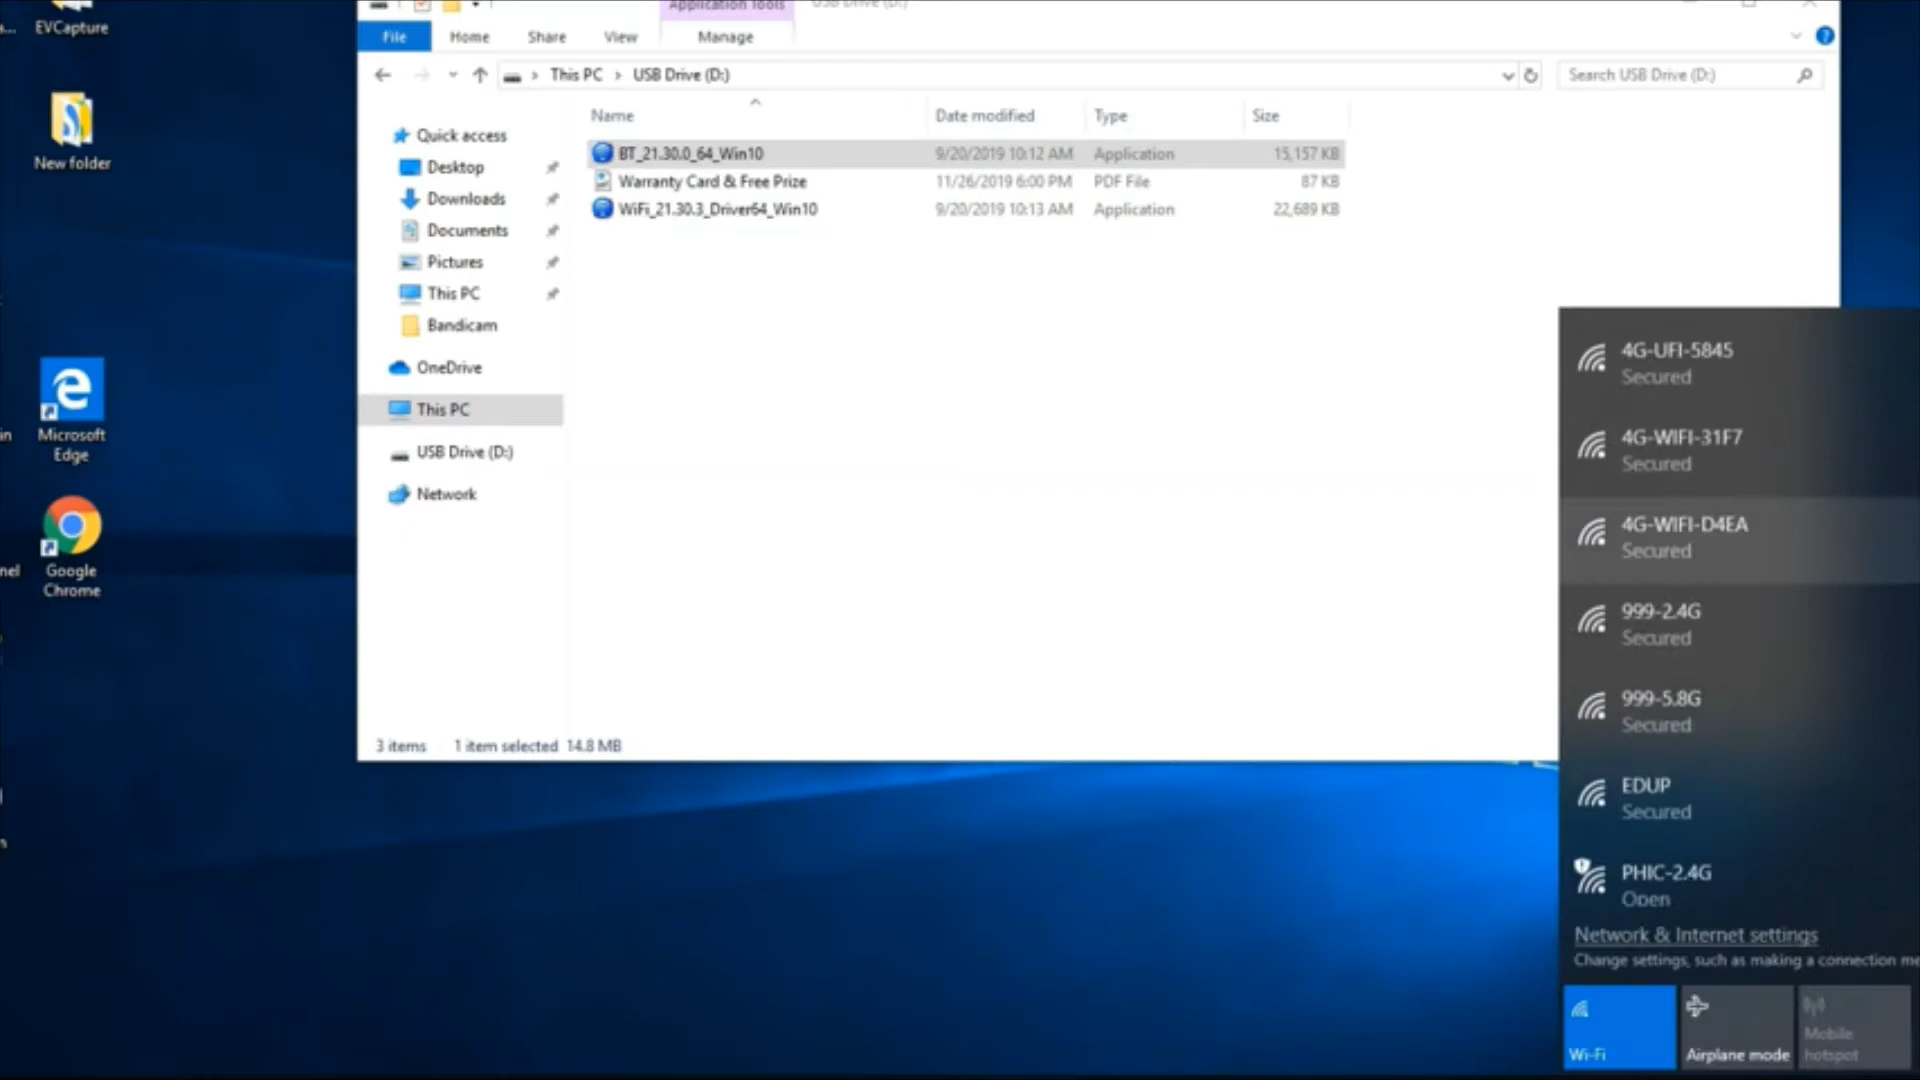 EVCapture
New folder
Microsoft
Edge
Google
Chrome
Application Tools
USB Drive (D:)
File
Home
Share
View
Manage
This PC
USB Drive (D:)
Search USB Drive (D:)
Name
Date modified
Type
Size
BT_21.30.0_64_Win10
9/20/2019 10:12 AM
Application
15,157 KB
Warranty Card & Free Prize
11/26/2019 6:00 PM
PDF File
87 KB
WiFi_21.30.3_Driver64_Win10
9/20/2019 10:13 AM
Application
22,689 KB
Quick access
Desktop
Downloads
Documents
Pictures
This PC
Bandicam
OneDrive
This PC
USB Drive (D:)
Network
3 items
1 item selected 14.8 MB
4G-UFI-5845
Secured
4G-WIFI-31F7
Secured
4G-WIFI-D4EA
Secured
999-2.4G
Secured
999-5.8G
Secured
EDUP
Secured
PHIC-2.4G
Open
Network & Internet settings
Change settings, such as making a connection me
Wi-Fi
Airplane mode
Mobile
hotspot